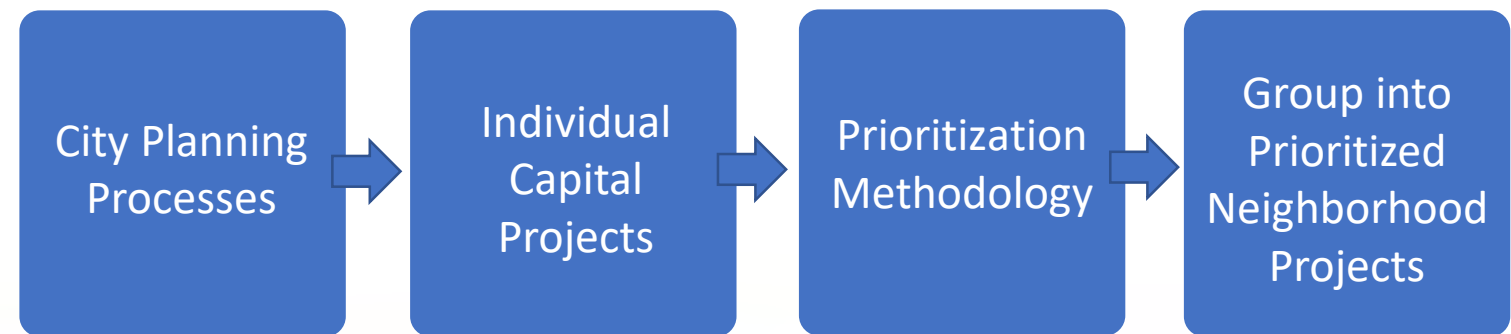 City Planning
Processes
Individual
Capital
Projects
Prioritization
Methodology
Group into
Prioritized
Neighborhood
Projects